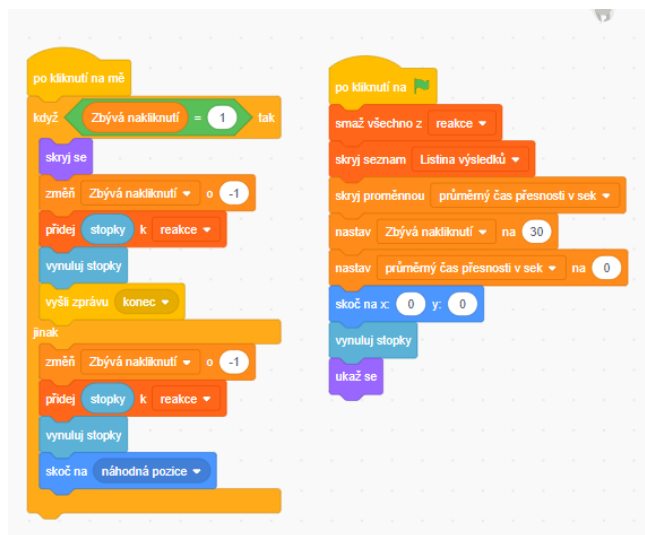 po kliknutí na mě
když Zbývá nakliknutí = 1 tak
skryj se
změň Zbývá nakliknutí o -1
přidej stopky k reakce
vynuluj stopky
vyšli zprávu konec
jinak
změň Zbývá nakliknutí o -1
přidej stopky k reakce
vynuluj stopky
skoč na náhodná pozice
po kliknutí na
smaž všechno z reakce
skryj seznam Listina výsledků
skryj proměnnou průměrný čas přesnosti v sek
nastav Zbývá nakliknutí na 30
nastav průměrný čas přesnosti v sek na 0
skoč na x: 0 y: 0
vynuluj stopky
ukaž se